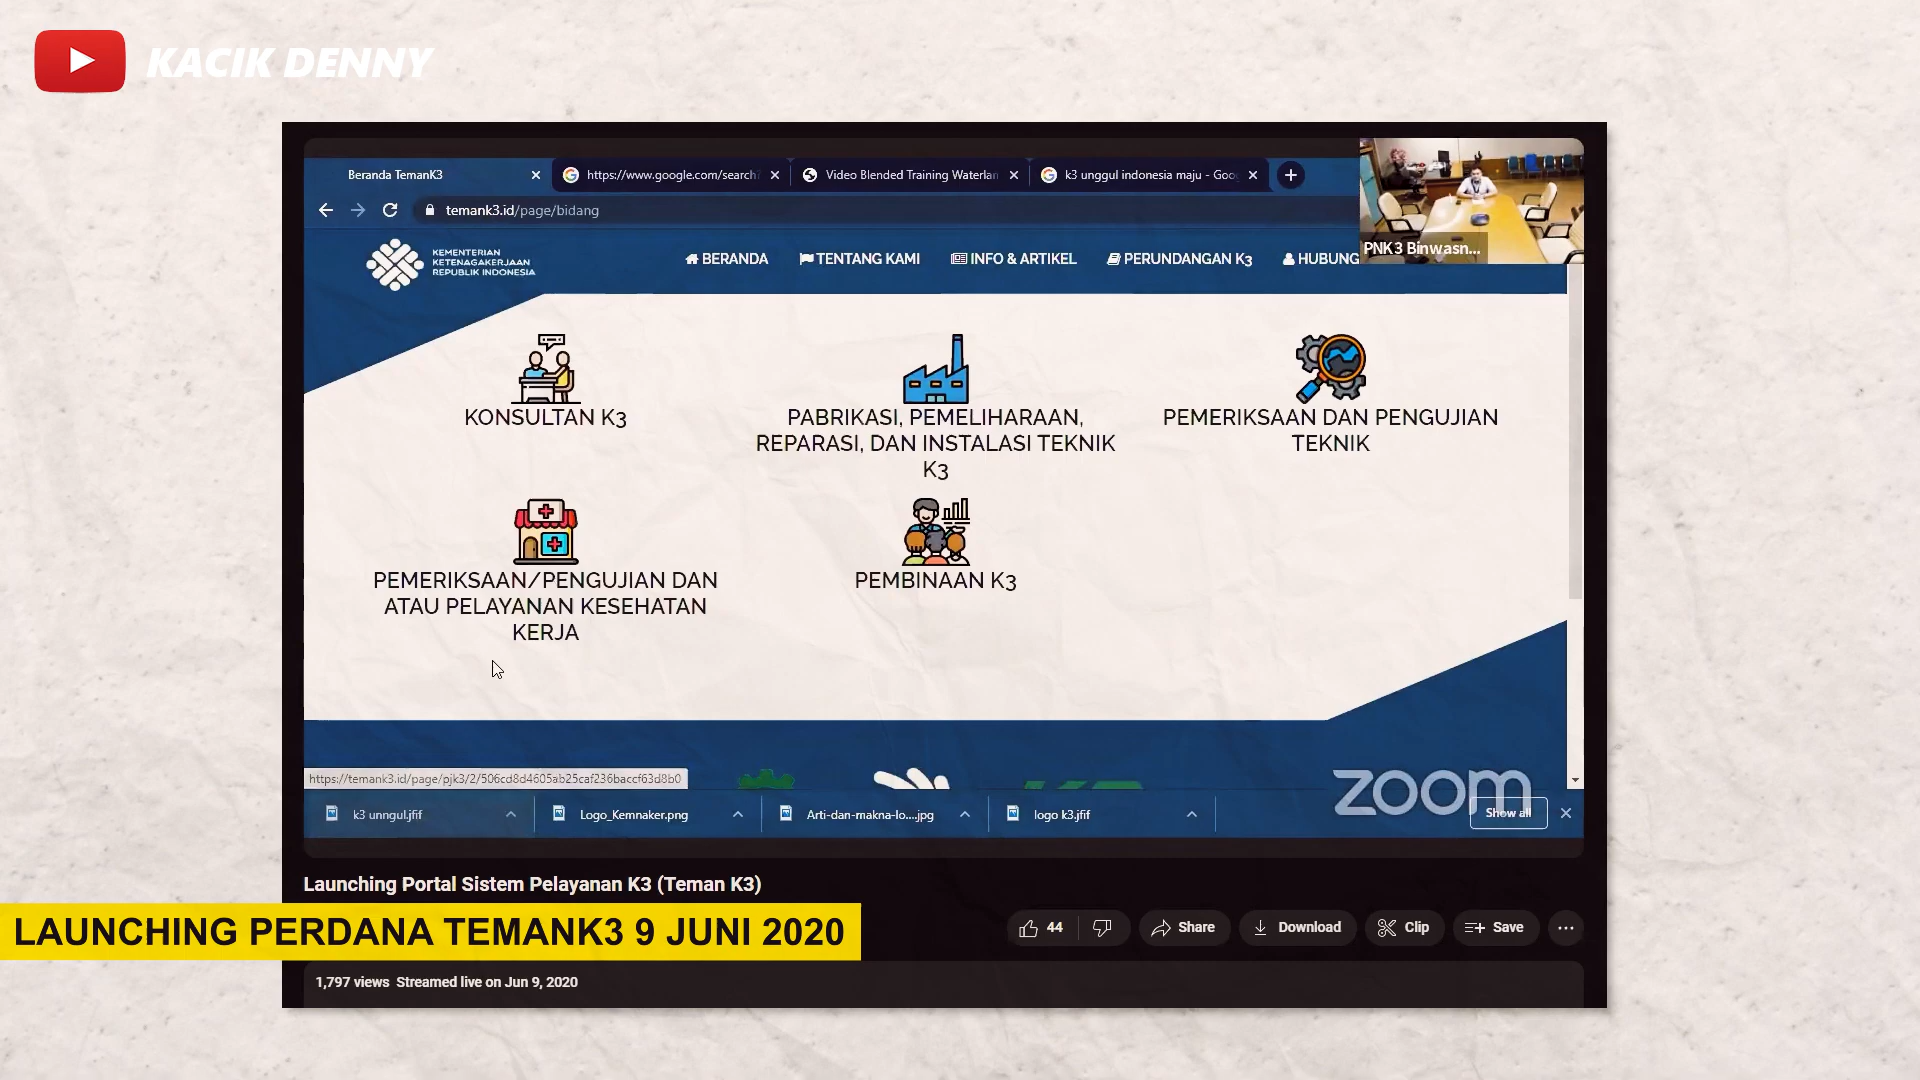 KACIK DENNY
Beranda TemanK3
https://www.google.com/search?
Video Blended Training Waterlan
k3 unggul indonesia maju - Goo
temank3.id/page/bidang
PNK3 Binwasn...
KEMENTERIAN
KETENAGAKERJAAN
REPUBLIK INDONESIA
BERANDA
TENTANG KAMI
INFO & ARTIKEL
PERUNDANGAN K3
HUBUNG
KONSULTAN K3
PABRIKASI, PEMELIHARAAN,
REPARASI, DAN INSTALASI TEKNIK
K3
PEMERIKSAAN DAN PENGUJIAN
TEKNIK
PEMERIKSAAN/PENGUJIAN DAN
ATAU PELAYANAN KESEHATAN
KERJA
PEMBINAAN K3
https://temank3.id/page/pjk3/2/506cd8d4605ab25caf236baccf63d8b0
zoom
k3 unngul.jfif
Logo_Kemnaker.png
Arti-dan-makna-lo....jpg
logo k3.jfif
Show all
Launching Portal Sistem Pelayanan K3 (Teman K3)
LAUNCHING PERDANA TEMANK3 9 JUNI 2020
44
Share
Download
Clip
Save
1,797 views Streamed live on Jun 9, 2020